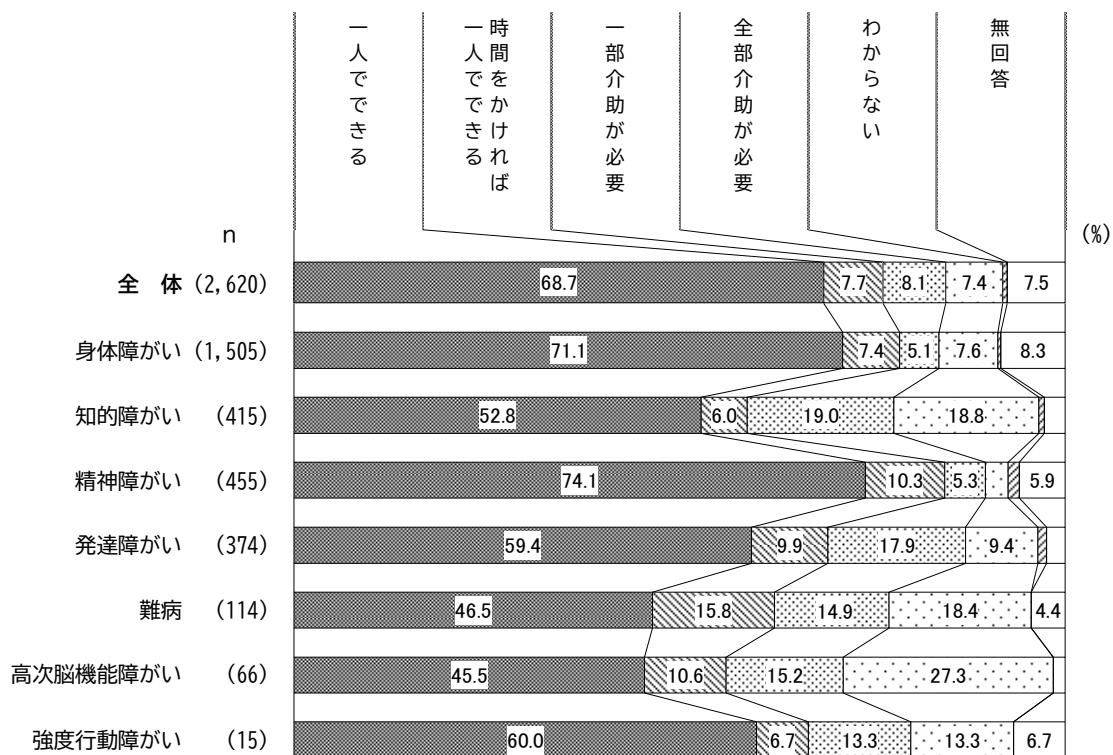 一人でできる
時間をかければ
一人でできる
一部介助が必要
全部介助が必要
わからない
無回答
n
(%)
全　体 (2,620) 68.7 7.7 8.1 7.4 7.5
身体障がい (1,505) 71.1 7.4 5.1 7.6 8.3
知的障がい (415) 52.8 6.0 19.0 18.8
精神障がい (455) 74.1 10.3 5.3 5.9
発達障がい (374) 59.4 9.9 17.9 9.4
難病 (114) 46.5 15.8 14.9 18.4 4.4
高次脳機能障がい (66) 45.5 10.6 15.2 27.3
強度行動障がい (15) 60.0 6.7 13.3 13.3 6.7